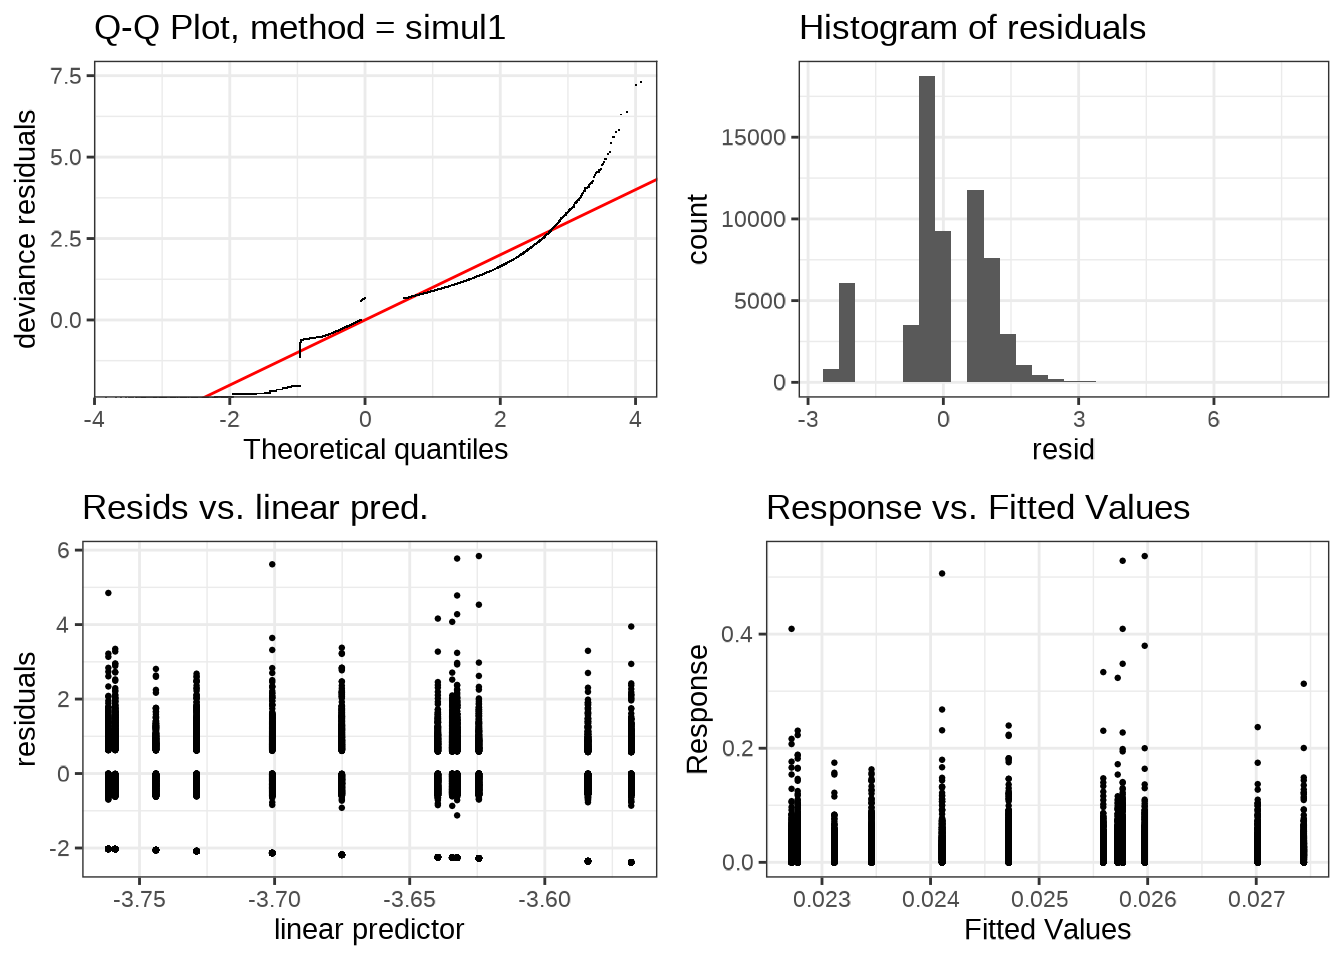 Q-Q Plot, method = simul1
7.5
5.0
2.5
0.0
deviance residuals
-4 -2 0 2 4
Theoretical quantiles
Histogram of residuals
15000
10000
5000
0
count
-3 0 3 6
resid
Resids vs. linear pred.
6
4
2
0
-2
residuals
-3.75 -3.70 -3.65 -3.60
linear predictor
Response vs. Fitted Values
0.4
0.2
0.0
Response
0.023 0.024 0.025 0.026 0.027
Fitted Values